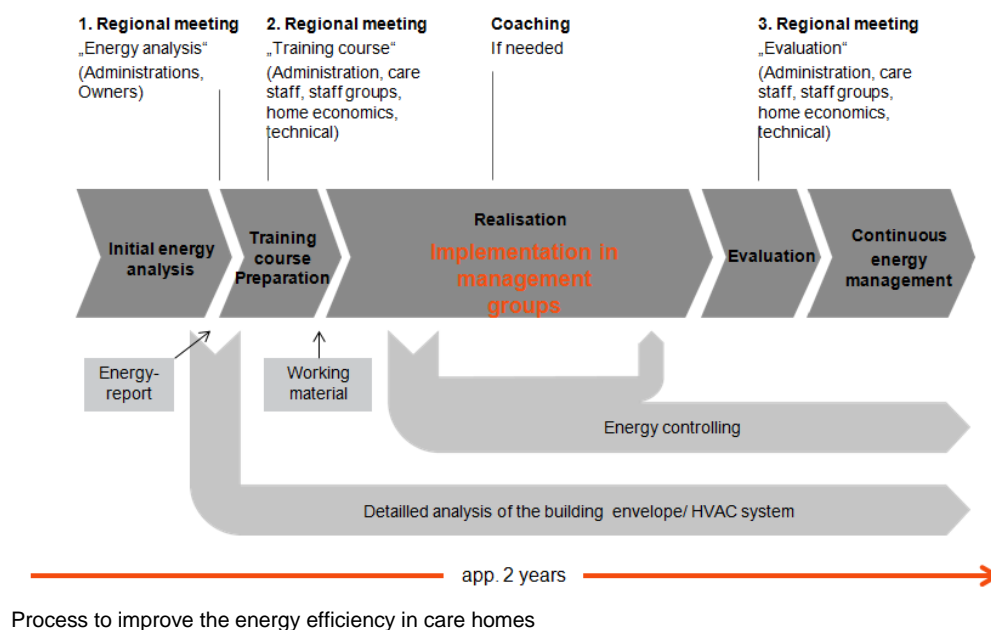 1. Regional meeting
„Energy analysis“
(Administrations,
Owners)
2. Regional meeting
„Training course“
(Administration, care
staff, staff groups,
home economics,
technical)
Coaching
If needed
3. Regional meeting
„Evaluation“
(Administration, care
staff, staff groups,
home economics,
technical)
Initial energy
analysis
Training
course
Preparation
Realisation
Implementation in
management
groups
Evaluation
Continuous
energy
management
Energy-
report
Working
material
Energy controlling
Detailled analysis of the building envelope/ HVAC system
app. 2 years
Process to improve the energy efficiency in care homes